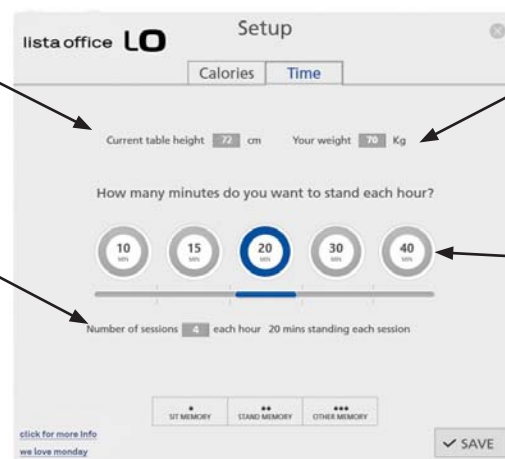 lista office LO
Setup
Calories Time
Current table height 72 cm Your weight 70 Kg
How many minutes do you want to stand each hour?
10 15 20 30 40
MIN MIN MIN MIN MIN
Number of sessions 4 each hour 20 mins standing each session
SIT MEMORY STAND MEMORY OTHER MEMORY
click for more Info
we love monday
SAVE